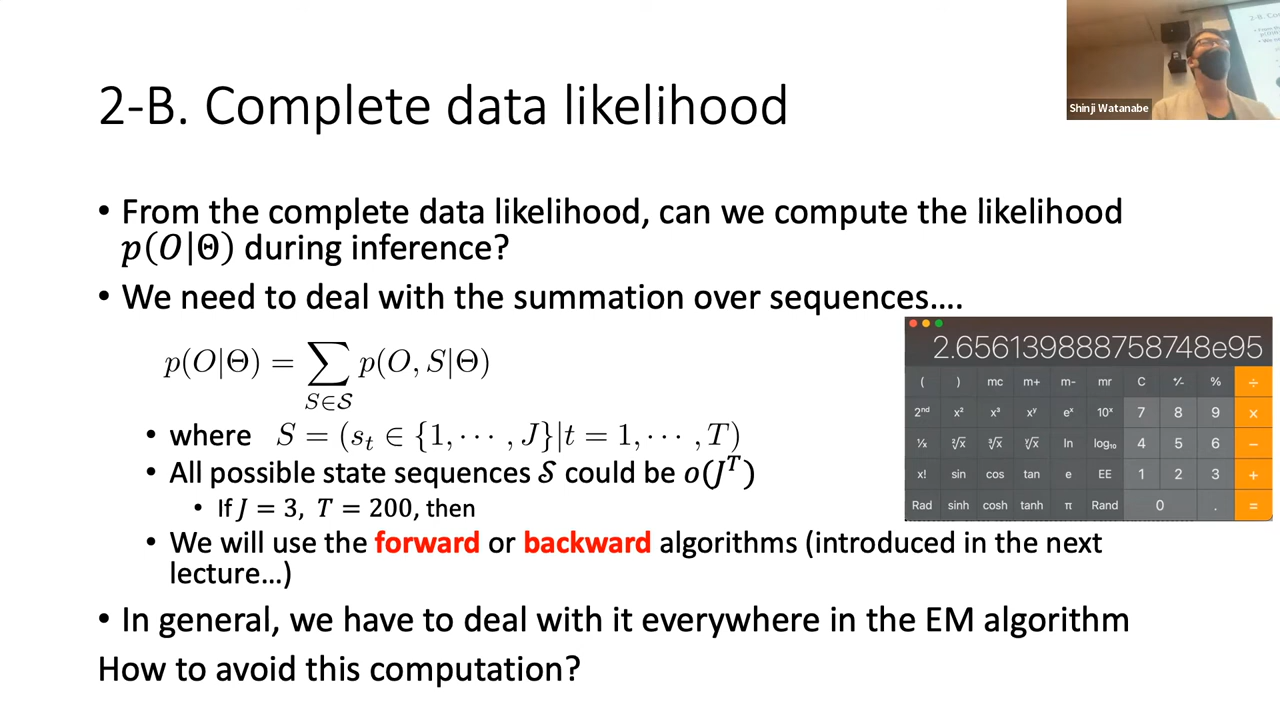 Shinji Watanabe
2-B. Complete data likelihood
• From the complete data likelihood, can we compute the likelihood
p(O|Θ) during inference?
• We need to deal with the summation over sequences….
p(O|Θ) = ∑ p(O, S|Θ)
S∈𝒮
• where S = (s_t ∈ {1, ⋯ , J}|t = 1, ⋯ , T)
• All possible state sequences 𝒮 could be o(J^T)
• If J = 3, T = 200, then
• We will use the forward or backward algorithms (introduced in the next
lecture…)
• In general, we have to deal with it everywhere in the EM algorithm
How to avoid this computation?
2.656139888758748e95
( ) mc m+ m- mr C ⁺⁄₋ % ÷
2nd x² x³ xʸ eˣ 10ˣ 7 8 9 ×
¹⁄ₓ ²√x ³√x ʸ√x ln log₁₀ 4 5 6 −
x! sin cos tan e EE 1 2 3 +
Rad sinh cosh tanh π Rand 0 . =